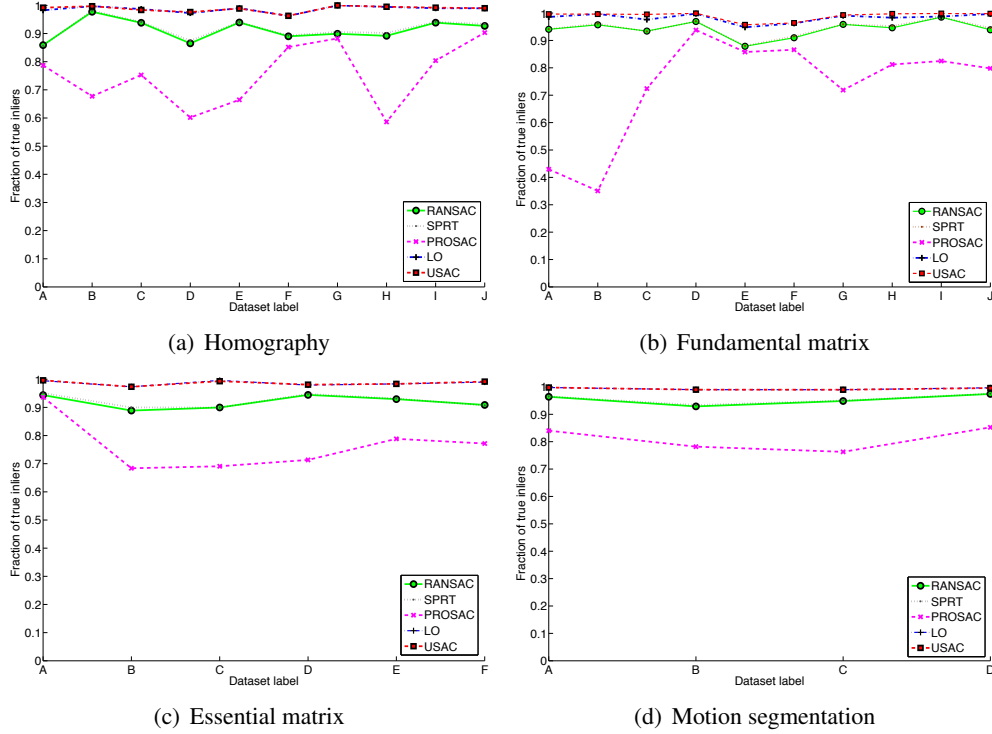 Fraction of true inliers
1
0.9
0.8
0.7
0.6
0.5
0.4
0.3
0.2
0.1
0
A B C D E F G H I J
Dataset label
RANSAC
SPRT
PROSAC
LO
USAC
(a) Homography
Fraction of true inliers
1
0.9
0.8
0.7
0.6
0.5
0.4
0.3
0.2
0.1
0
A B C D E F G H I J
Dataset label
RANSAC
SPRT
PROSAC
LO
USAC
(b) Fundamental matrix
Fraction of true inliers
1
0.9
0.8
0.7
0.6
0.5
0.4
0.3
0.2
0.1
0
A B C D E F
Dataset label
RANSAC
SPRT
PROSAC
LO
USAC
(c) Essential matrix
Fraction of true inliers
1
0.9
0.8
0.7
0.6
0.5
0.4
0.3
0.2
0.1
0
A B C D
Dataset label
RANSAC
SPRT
PROSAC
LO
USAC
(d) Motion segmentation